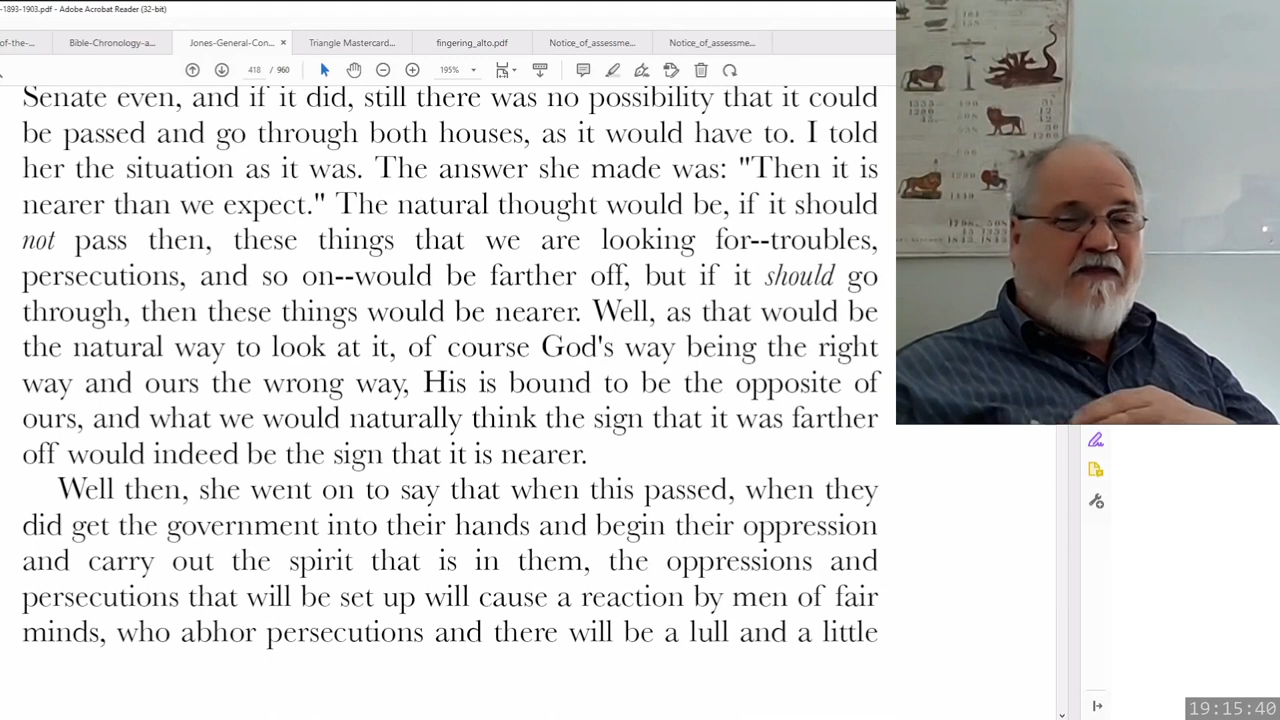 -1893-1903.pdf - Adobe Acrobat Reader (32-bit)
of-the-... Bible-Chronology-a... Jones-General-Con... × Triangle Mastercard... fingering_alto.pdf Notice_of_assessme... Notice_of_assessme...
418 / 960 195%
Senate even, and if it did, still there was no possibility that it could
be passed and go through both houses, as it would have to. I told
her the situation as it was. The answer she made was: "Then it is
nearer than we expect." The natural thought would be, if it should
not pass then, these things that we are looking for--troubles,
persecutions, and so on--would be farther off, but if it should go
through, then these things would be nearer. Well, as that would be
the natural way to look at it, of course God's way being the right
way and ours the wrong way, His is bound to be the opposite of
ours, and what we would naturally think the sign that it was farther
off would indeed be the sign that it is nearer.
Well then, she went on to say that when this passed, when they
did get the government into their hands and begin their oppression
and carry out the spirit that is in them, the oppressions and
persecutions that will be set up will cause a reaction by men of fair
minds, who abhor persecutions and there will be a lull and a little
19:15:40